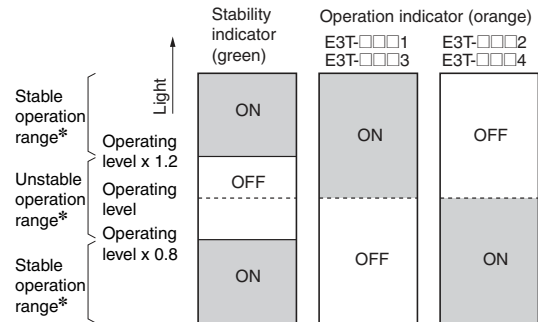 Stability
indicator
(green)
Operation indicator (orange)
E3T-□□□1
E3T-□□□3
E3T-□□□2
E3T-□□□4
Light
Stable
operation
range*
Operating
level x 1.2
Unstable
operation
range*
Operating
level
Operating
level x 0.8
Stable
operation
range*
ON
OFF
ON
ON
OFF
OFF
ON